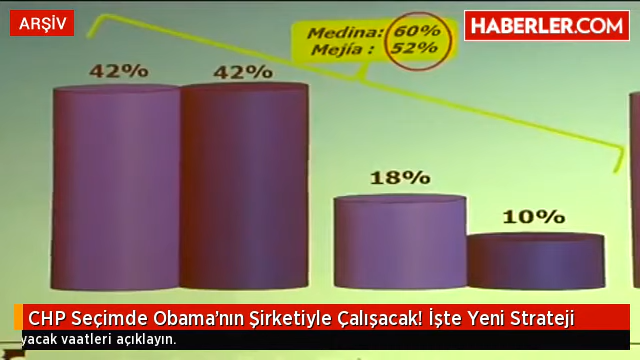 ARŞİV
HABERLER.COM
Medina: 60%
Mejía : 52%
42%
42%
18%
10%
CHP Seçimde Obama'nın Şirketiyle Çalışacak! İşte Yeni Strateji
yacak vaatleri açıklayın.